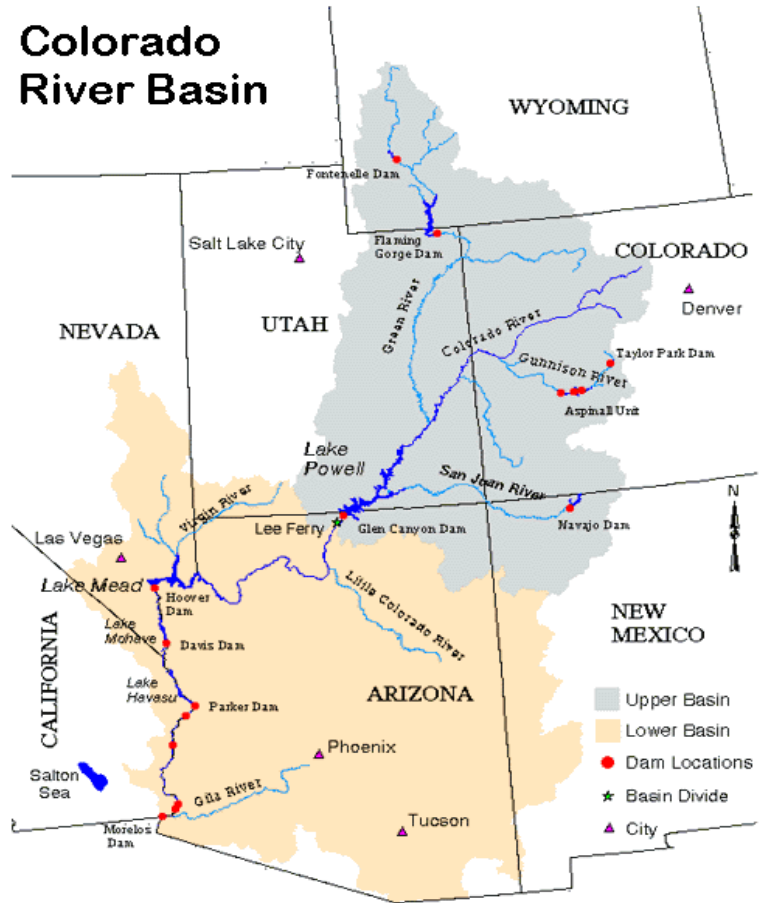 Colorado
River Basin
WYOMING
Fontenelle Dam
Salt Lake City
Flaming
Gorge Dam
COLORADO
Denver
NEVADA
UTAH
Green River
Colorado River
Gunnison River
Taylor Park Dam
Aspinall Unit
Lake
Powell
San Juan River
Virgin River
Lee Ferry
Glen Canyon Dam
Navajo Dam
Las Vegas
N
Lake Mead
Hoover
Dam
Little Colorado River
Lake
Mohave
Davis Dam
NEW
MEXICO
CALIFORNIA
Lake
Havasu
Parker Dam
ARIZONA
Upper Basin
Lower Basin
Phoenix
Dam Locations
Salton
Sea
Gila River
Basin Divide
Morelos
Dam
Tucson
City